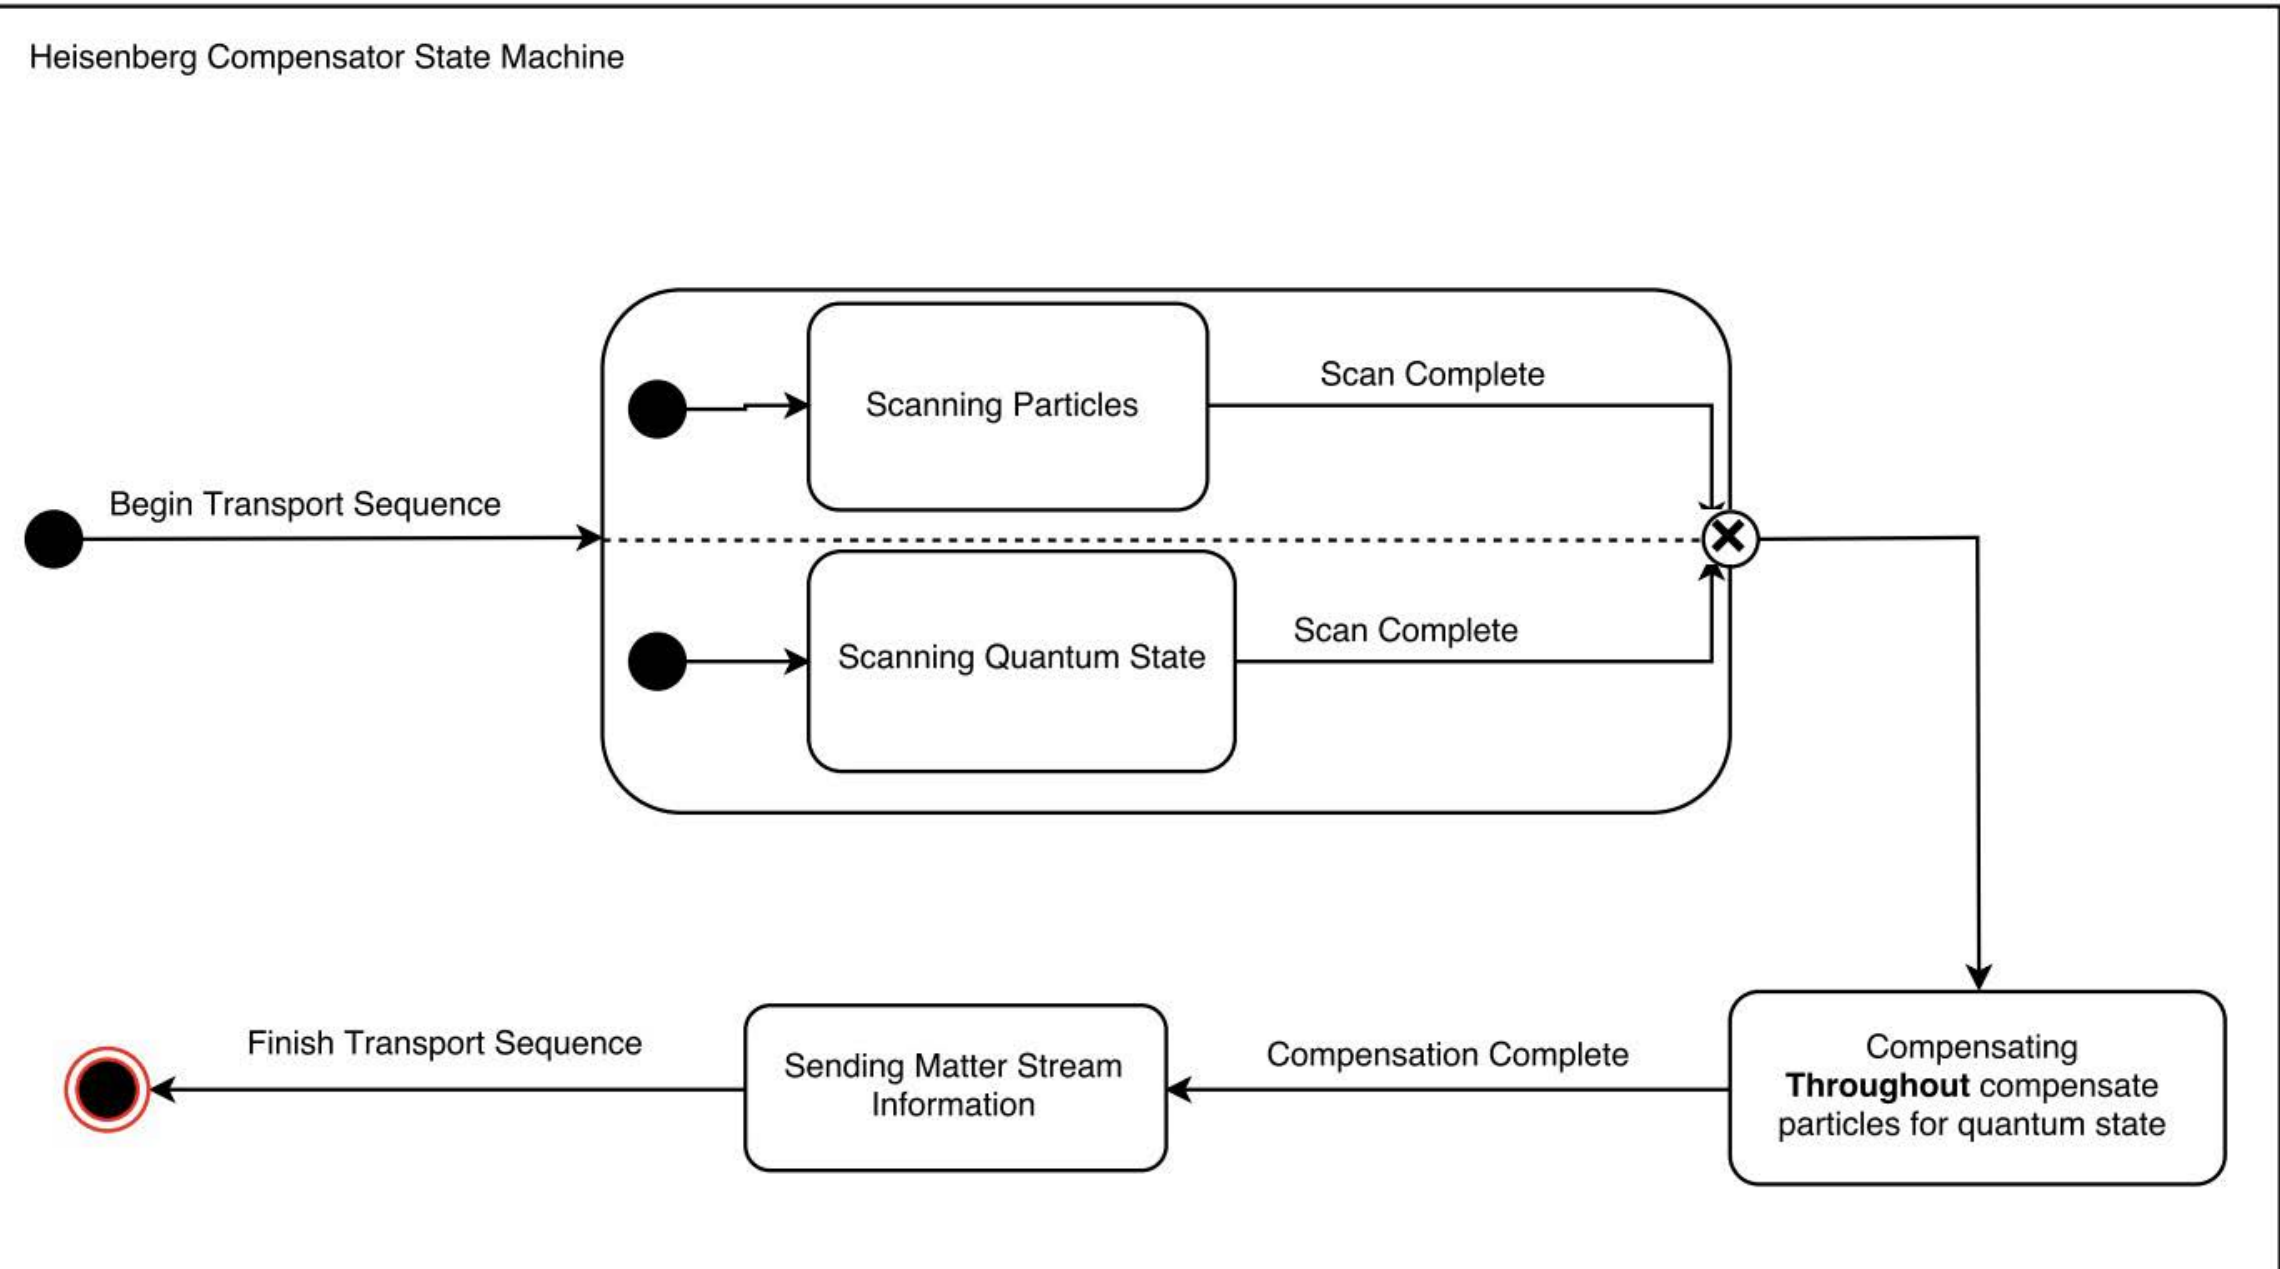 Heisenberg Compensator State Machine
Scanning Particles
Scan Complete
Begin Transport Sequence
Scanning Quantum State
Scan Complete
Finish Transport Sequence
Sending Matter Stream
Information
Compensation Complete
Compensating
Throughout compensate
particles for quantum state